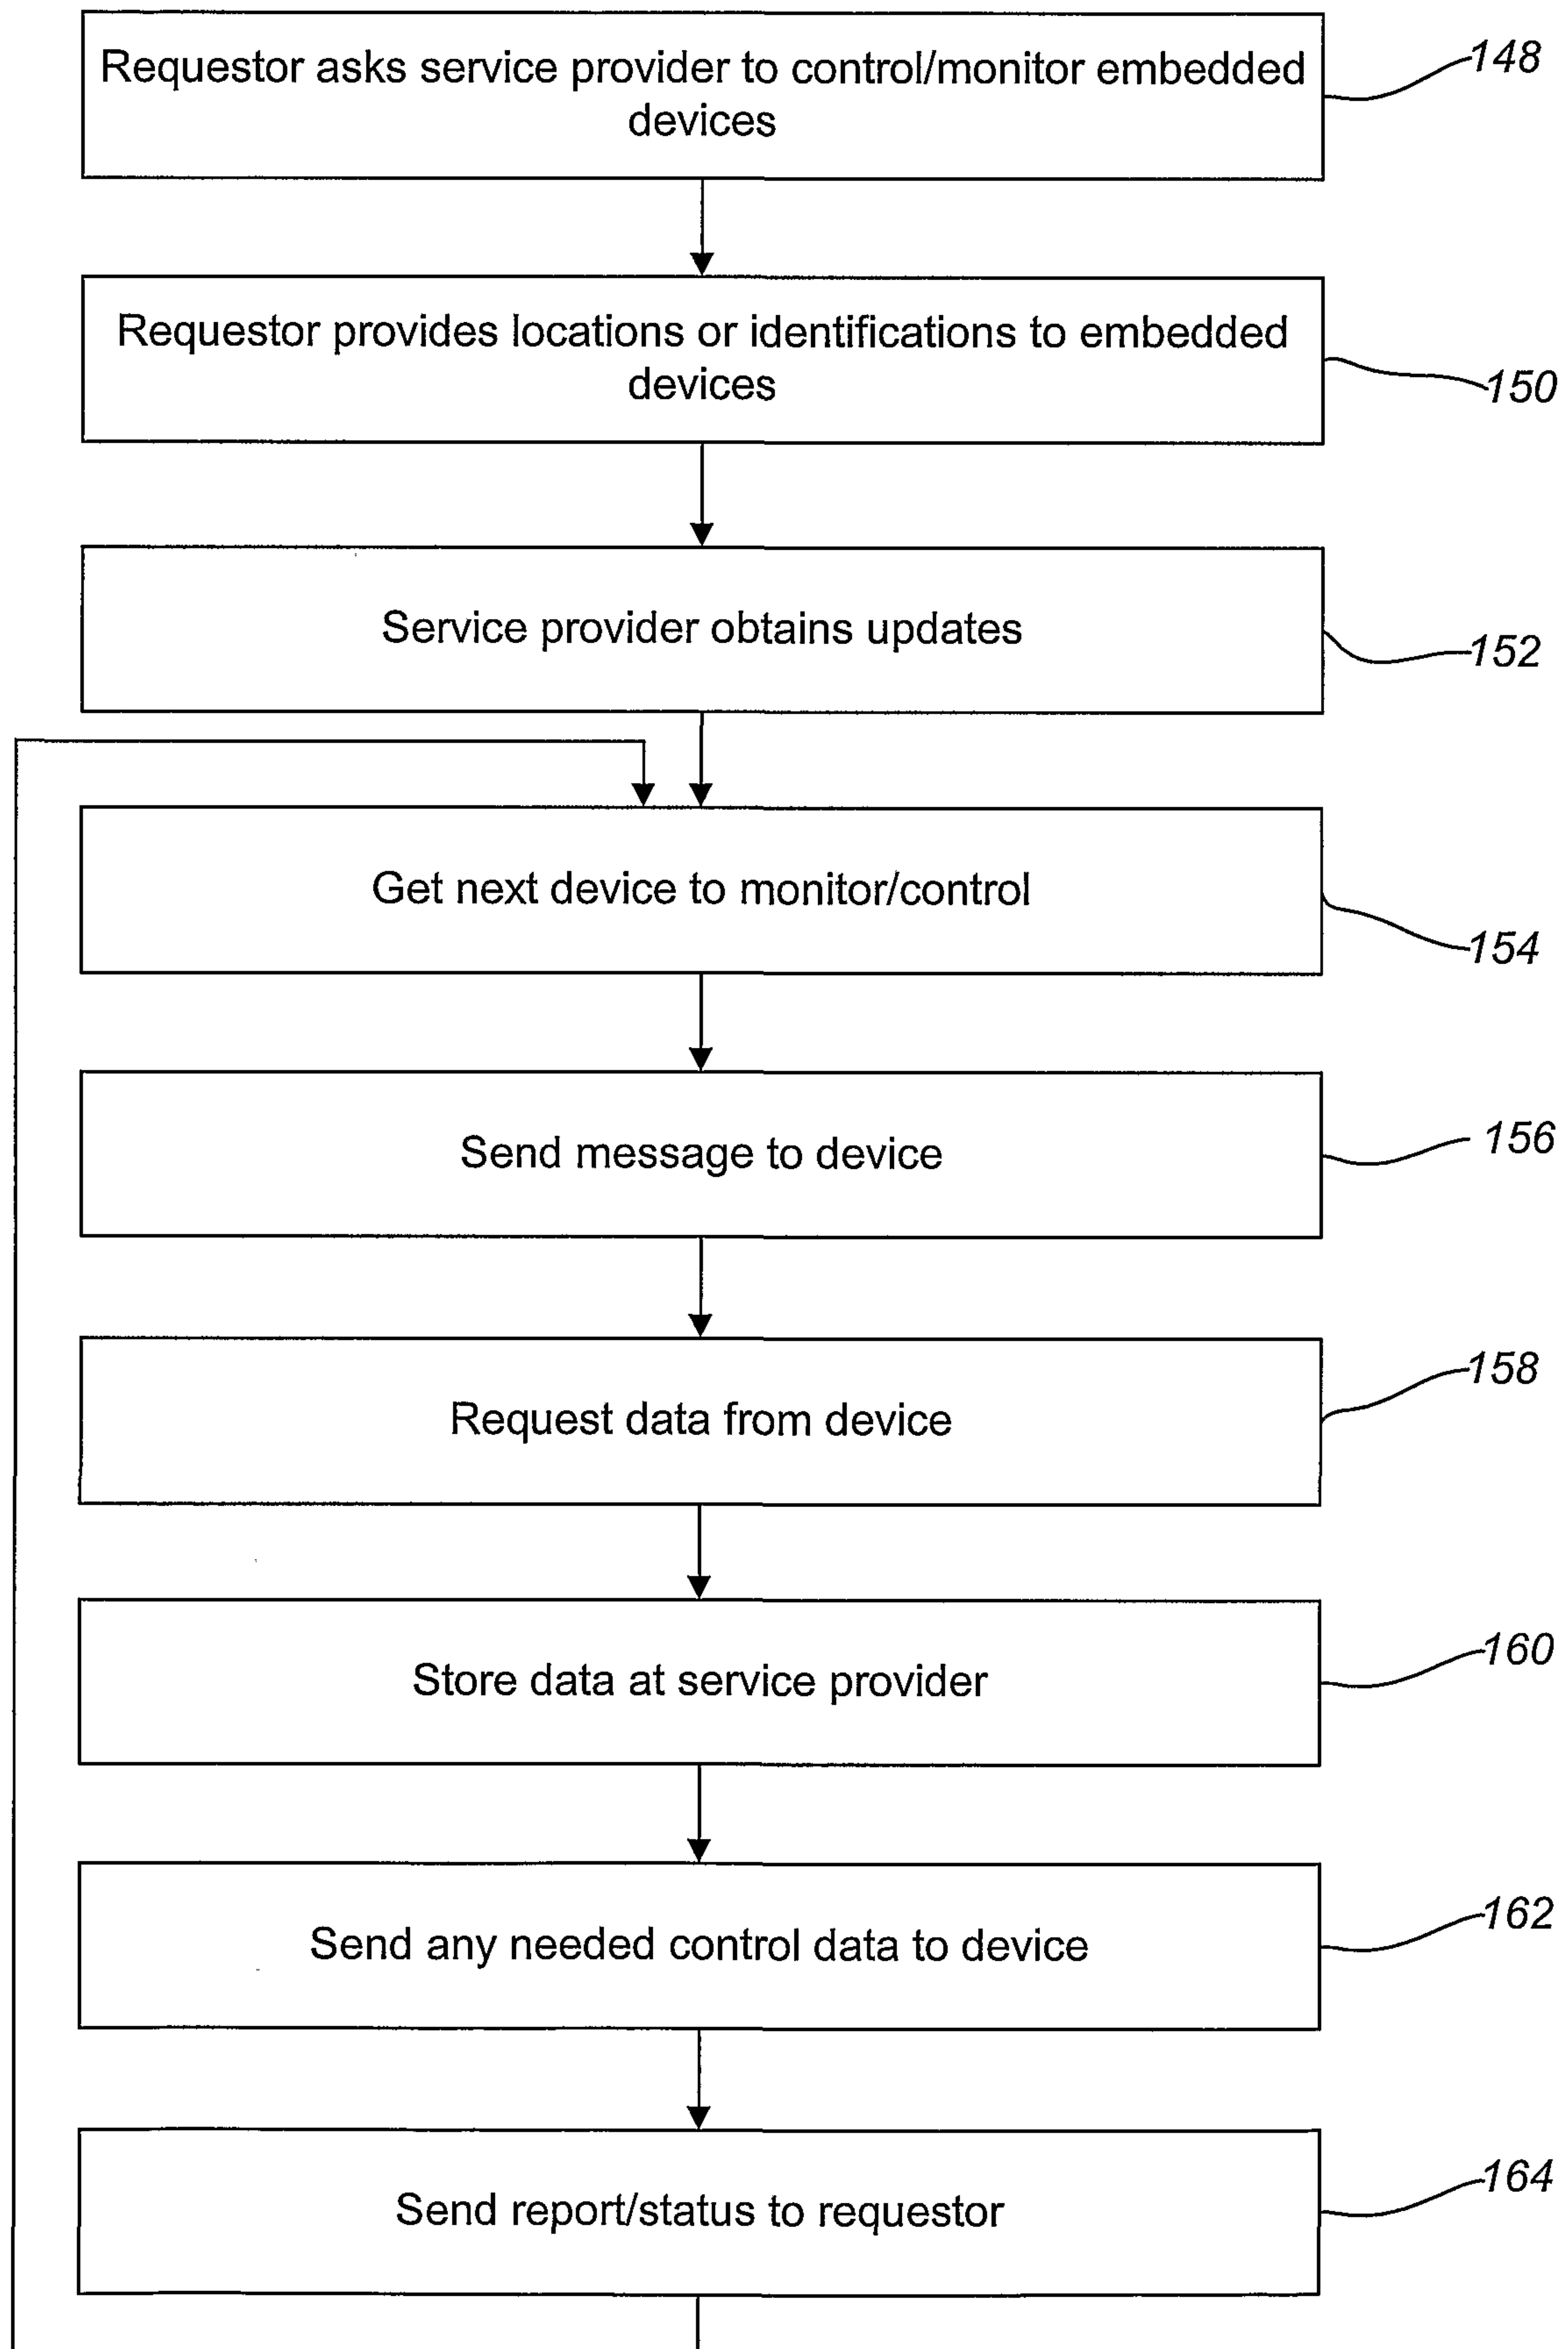 Requestor asks service provider to control/monitor embedded
devices
148
Requestor provides locations or identifications to embedded
devices
150
Service provider obtains updates
152
Get next device to monitor/control
154
Send message to device
156
Request data from device
158
Store data at service provider
160
Send any needed control data to device
162
Send report/status to requestor
164